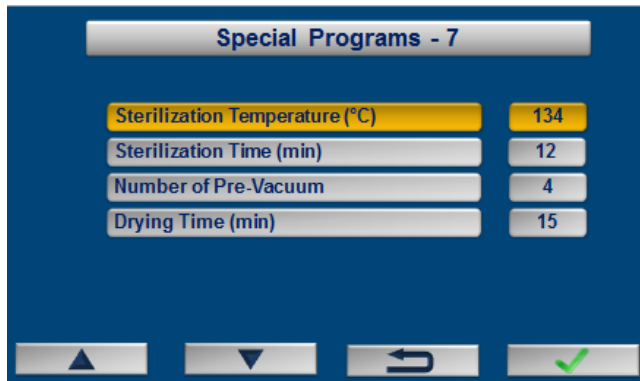 Special Programs - 7
Sterilization Temperature (°C) 134
Sterilization Time (min) 12
Number of Pre-Vacuum 4
Drying Time (min) 15